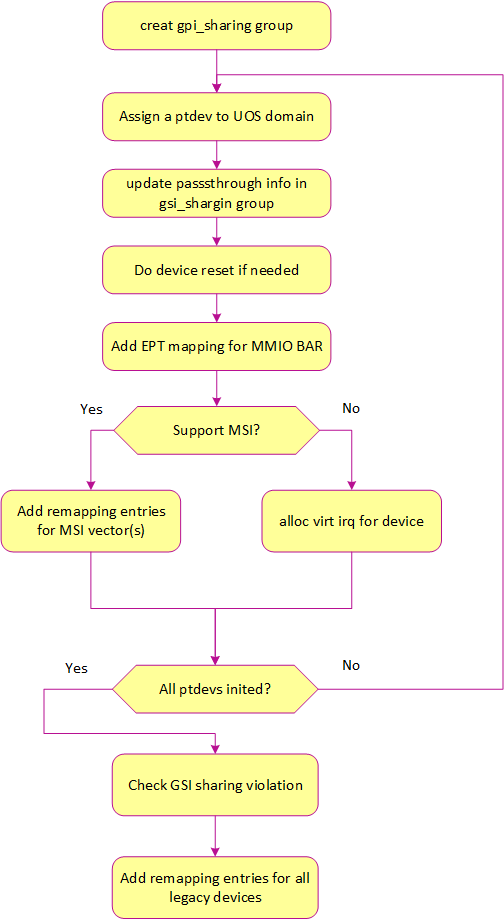 creat gpi_sharing group
Assign a ptdev to UOS domain
update passsthrough info in
gsi_shargin group
Do device reset if needed
Add EPT mapping for MMIO BAR
Yes
No
Support MSI?
Add remapping entries
for MSI vector(s)
alloc virt irq for device
Yes
No
All ptdevs inited?
Check GSI sharing violation
Add remapping entries for all
legacy devices